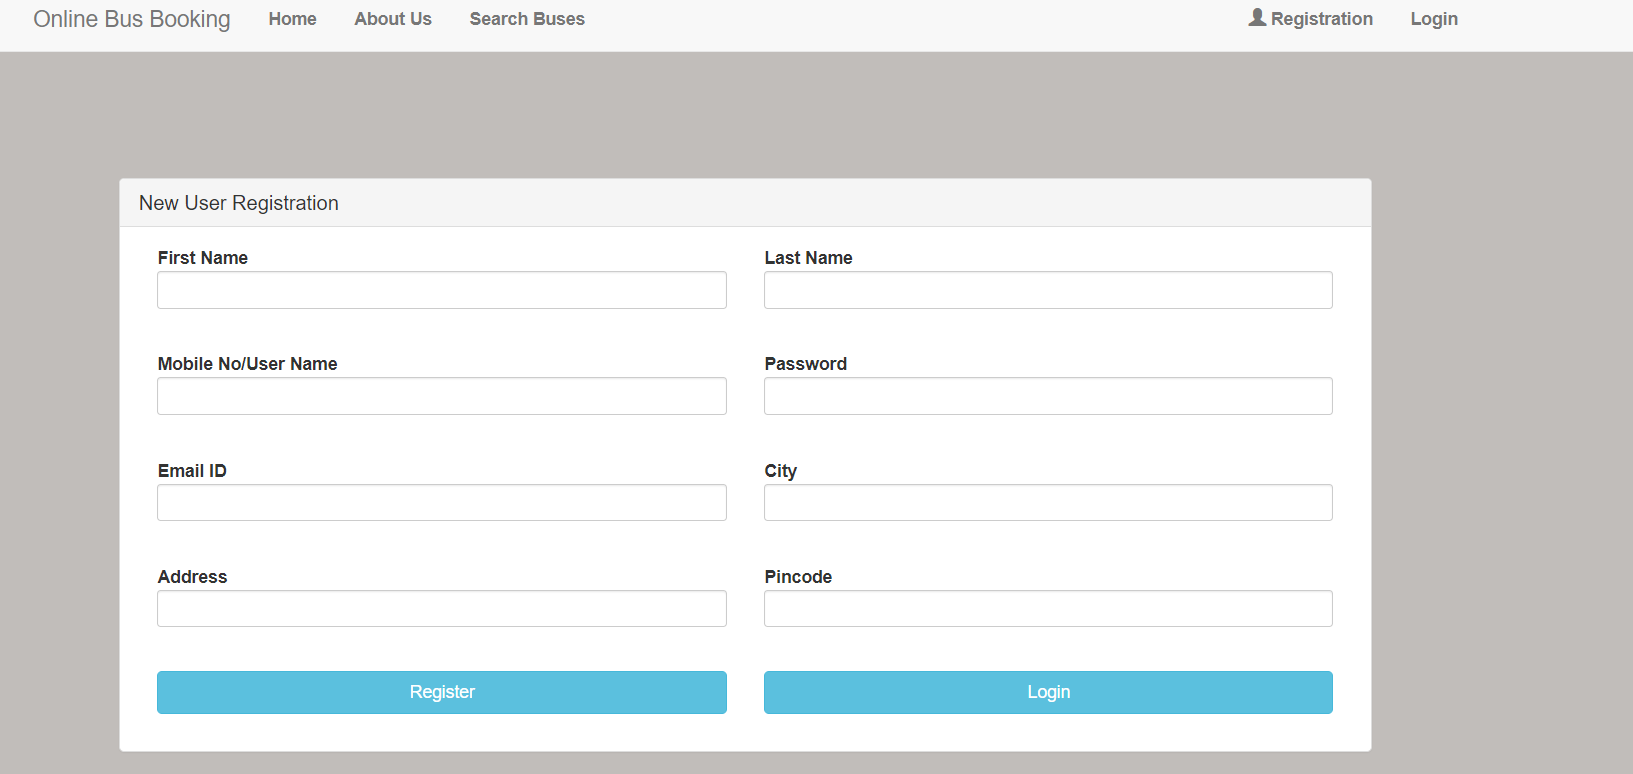 Online Bus Booking Home About Us Search Buses Registration Login
New User Registration
First Name Last Name
Mobile No/User Name Password
Email ID City
Address Pincode
Register Login